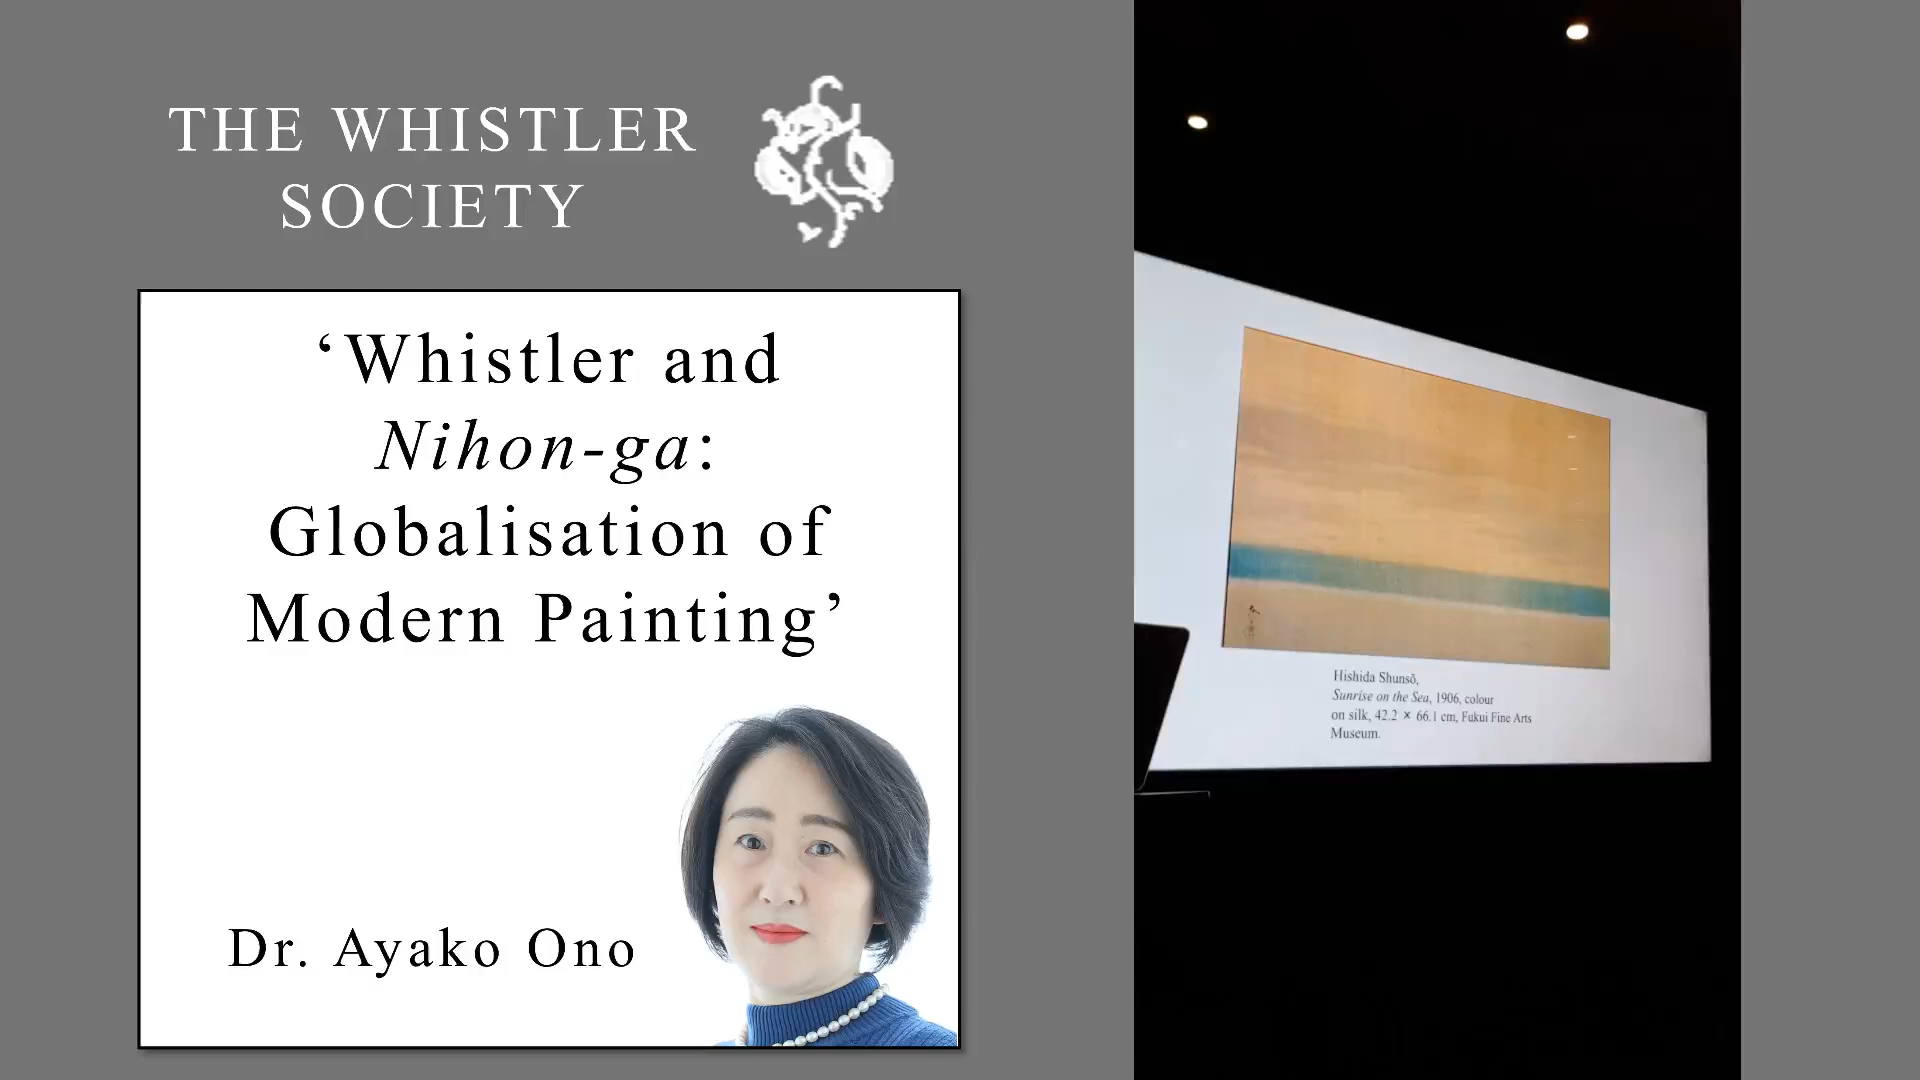 THE WHISTLER
SOCIETY
‘Whistler and
Nihon-ga:
Globalisation of
Modern Painting’
Dr. Ayako Ono
Hishida Shunsō,
Sunrise on the Sea, 1906, colour
on silk, 42.2 × 66.1 cm, Fukui Fine Arts
Museum.